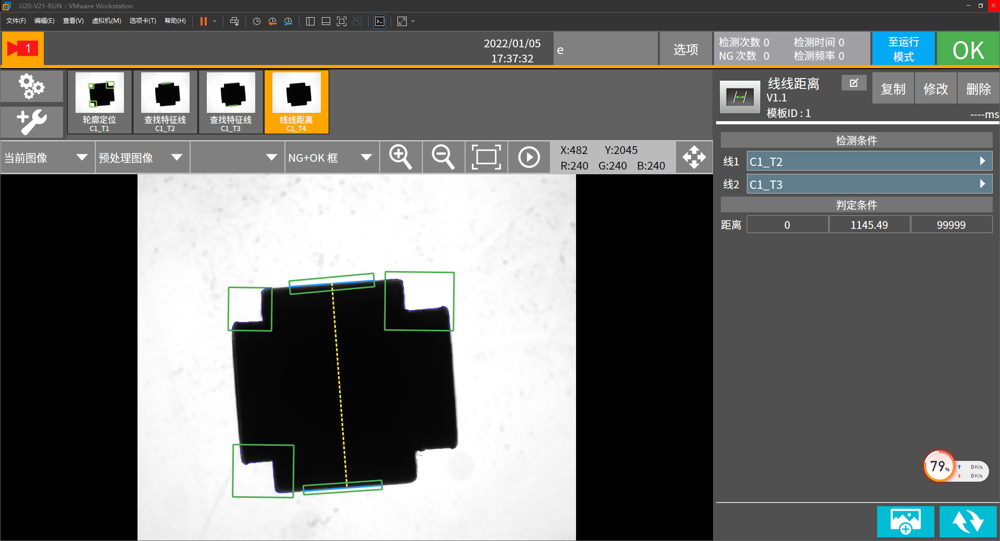 U20-V21-RUN - VMware Workstation
文件(F) 编辑(E) 查看(V) 虚拟机(M) 选项卡(T) 帮助(H)
1
2022/01/05
17:37:32
e
选项
检测次数 0 检测时间 0
NG 次数 0 检测频率 0
至运行
模式
OK
轮廓定位
C1_T1
查找特征线
C1_T2
查找特征线
C1_T3
线线距离
C1_T4
线线距离
V1.1
模板ID : 1
复制
修改
删除
----ms
当前图像
预处理图像
NG+OK 框
X:482 Y:2045
R:240 G:240 B:240
检测条件
线1 C1_T2
线2 C1_T3
判定条件
距离 0 1145.49 99999
79%
0K/s
0K/s